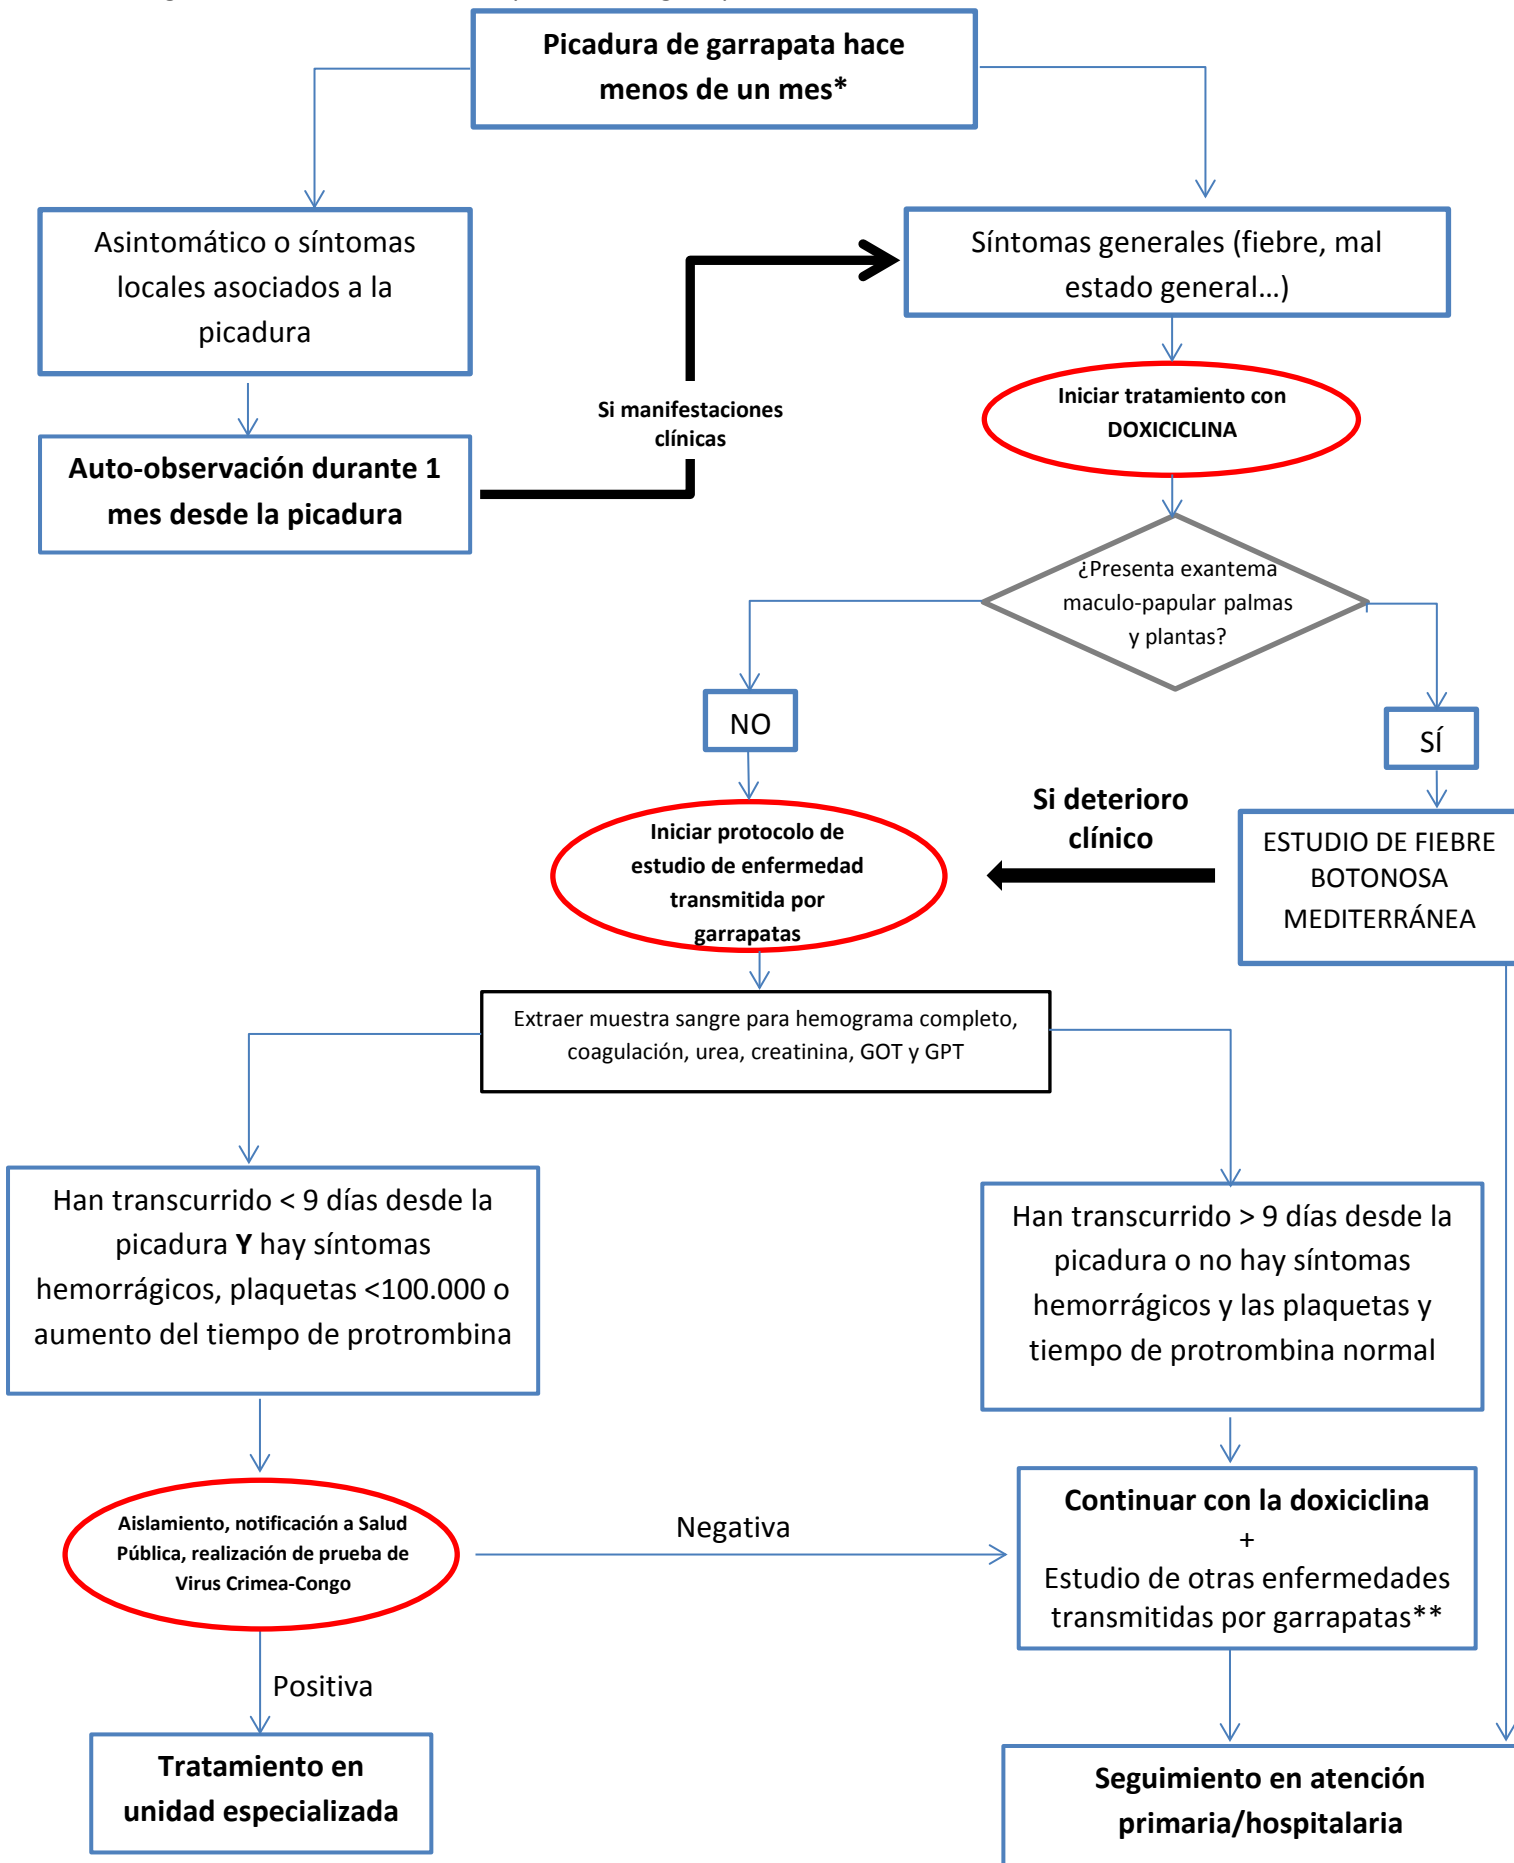 Picadura de garrapata hace
menos de un mes*
Asintomático o síntomas
locales asociados a la
picadura
Síntomas generales (fiebre, mal
estado general…)
Iniciar tratamiento con
DOXICICLINA
Si manifestaciones
clínicas
Auto-observación durante 1
mes desde la picadura
¿Presenta exantema
maculo-papular palmas
y plantas?
NO
SÍ
Iniciar protocolo de
estudio de enfermedad
transmitida por
garrapatas
Si deterioro
clínico
ESTUDIO DE FIEBRE
BOTONOSA
MEDITERRÁNEA
Extraer muestra sangre para hemograma completo,
coagulación, urea, creatinina, GOT y GPT
Han transcurrido < 9 días desde la
picadura Y hay síntomas
hemorrágicos, plaquetas <100.000 o
aumento del tiempo de protrombina
Han transcurrido > 9 días desde la
picadura o no hay síntomas
hemorrágicos y las plaquetas y
tiempo de protrombina normal
Aislamiento, notificación a Salud
Pública, realización de prueba de
Virus Crimea-Congo
Negativa
Continuar con la doxiciclina
+
Estudio de otras enfermedades
transmitidas por garrapatas**
Positiva
Tratamiento en
unidad especializada
Seguimiento en atención
primaria/hospitalaria